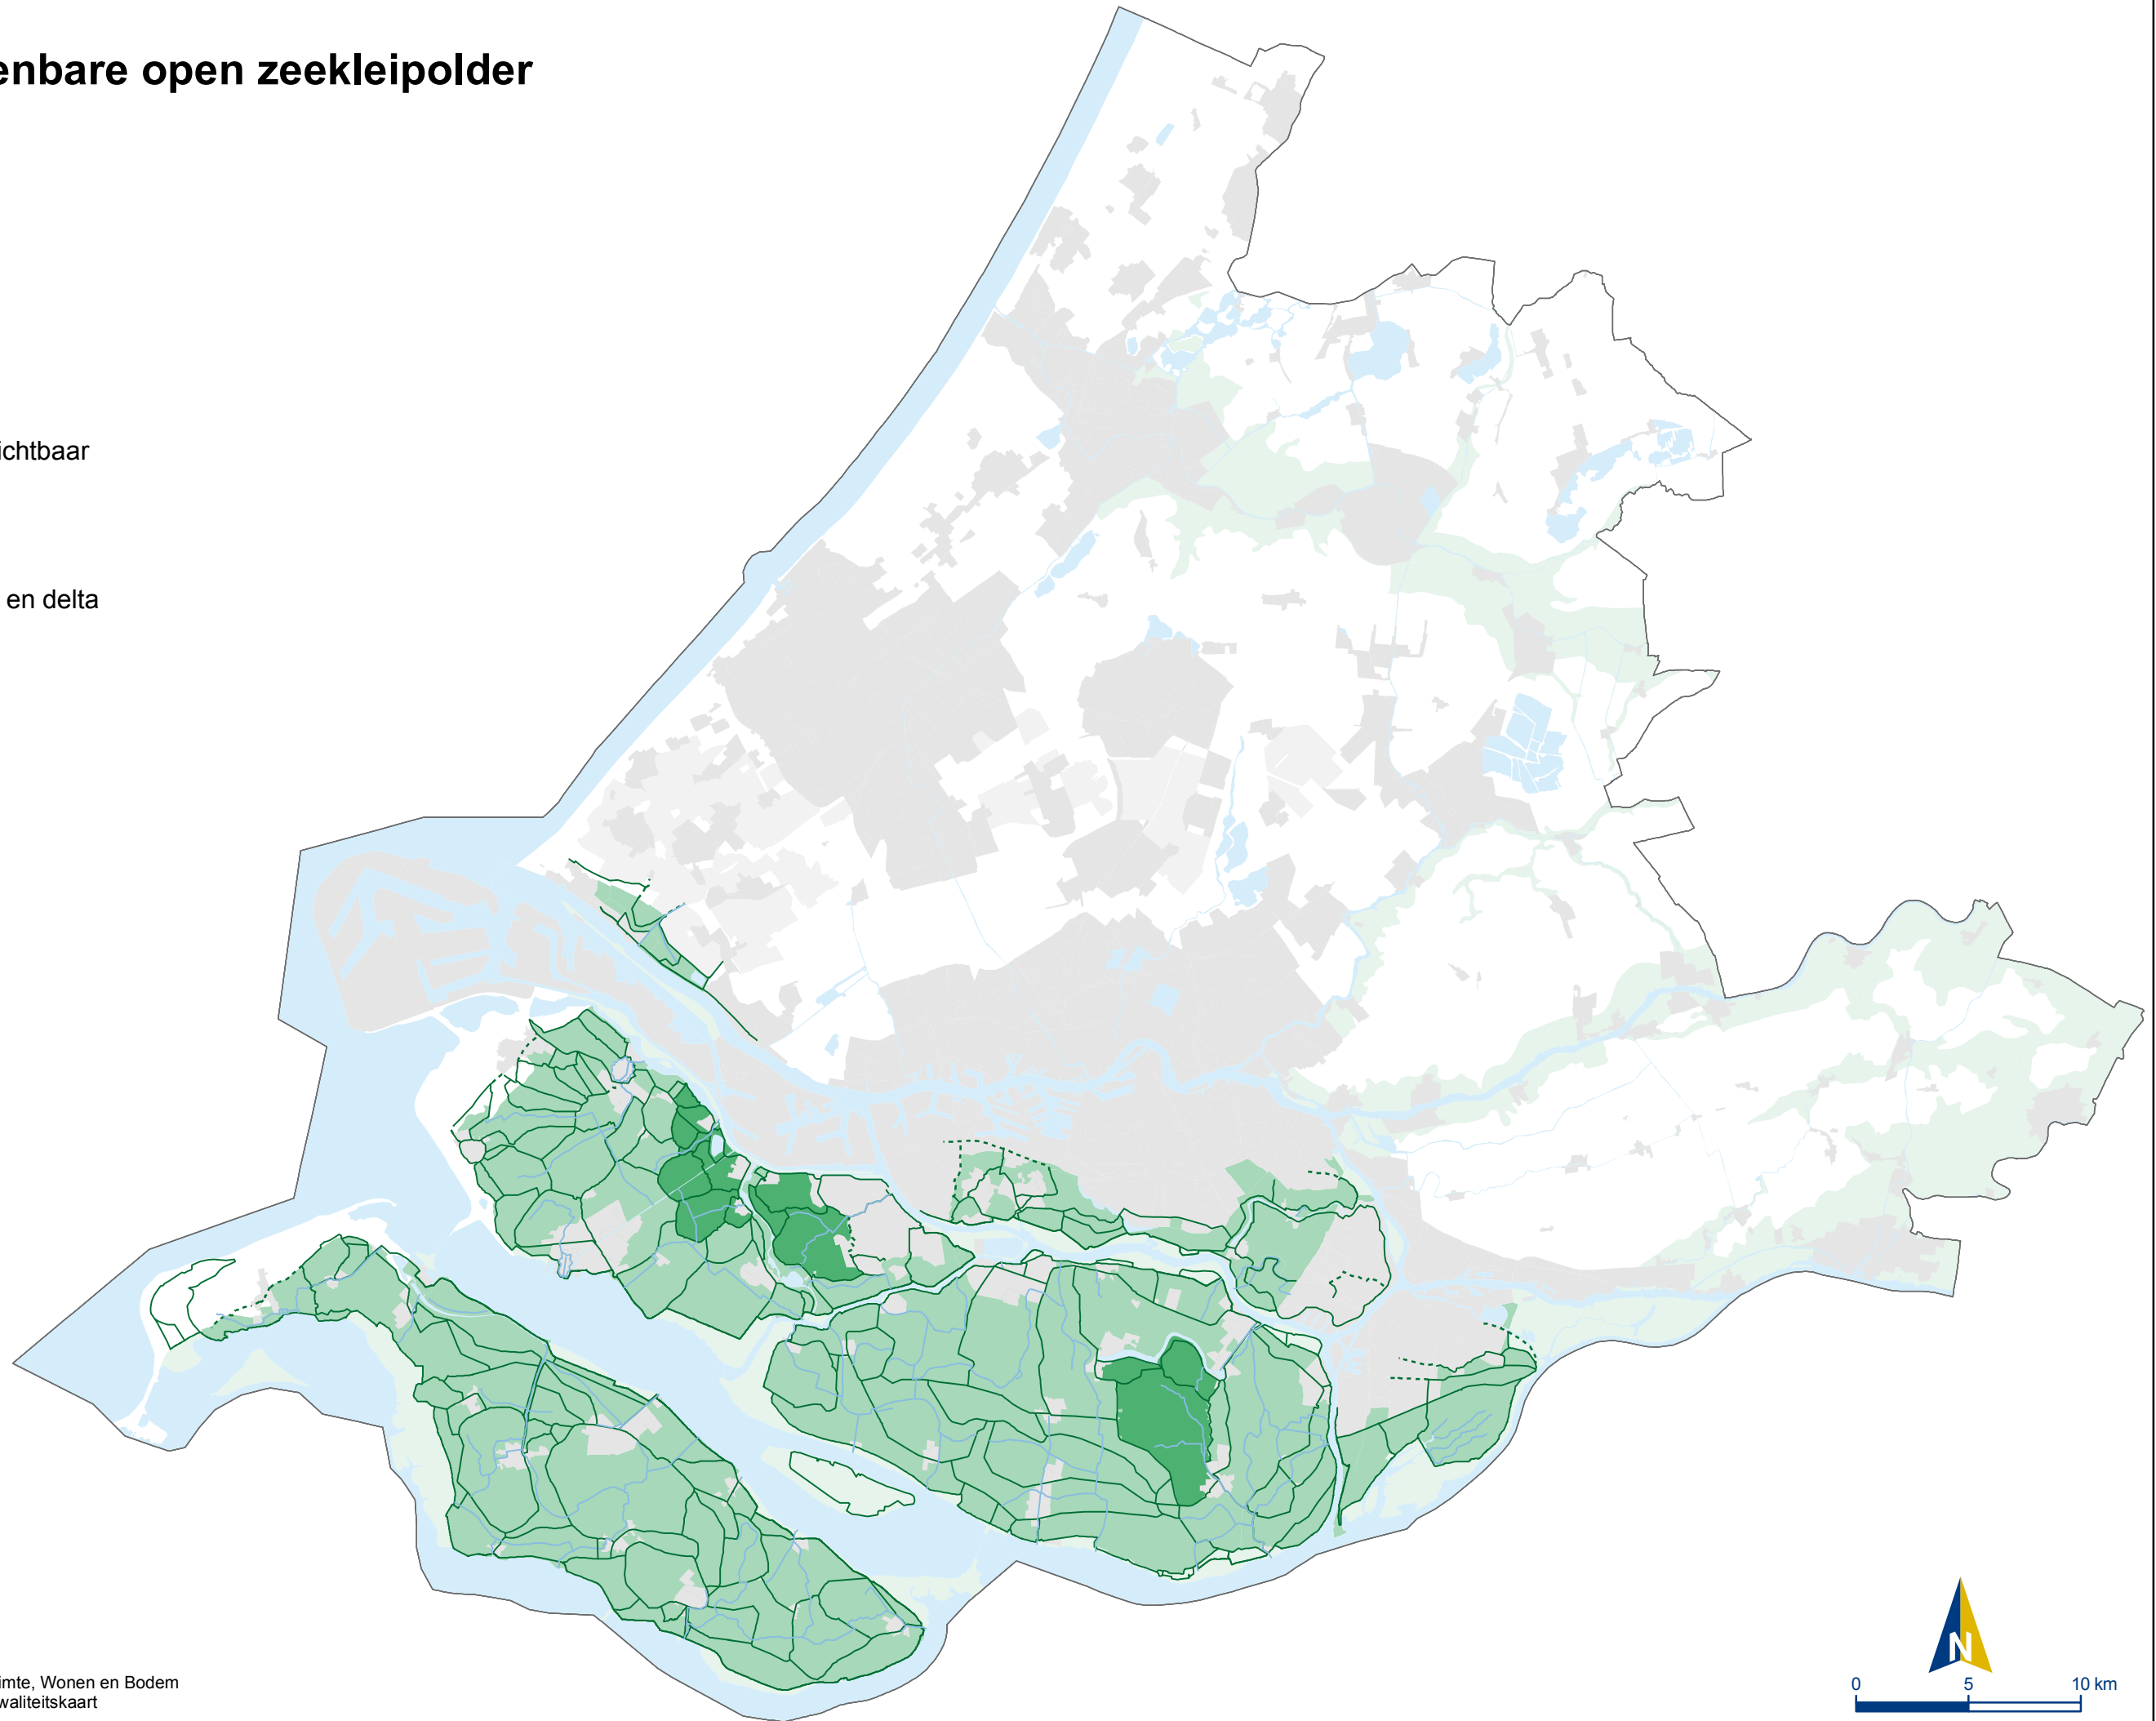 enbare open zeekleipolder
ichtbaar
en delta
imte, Wonen en Bodem
waliteitskaart
N
0 5 10 km